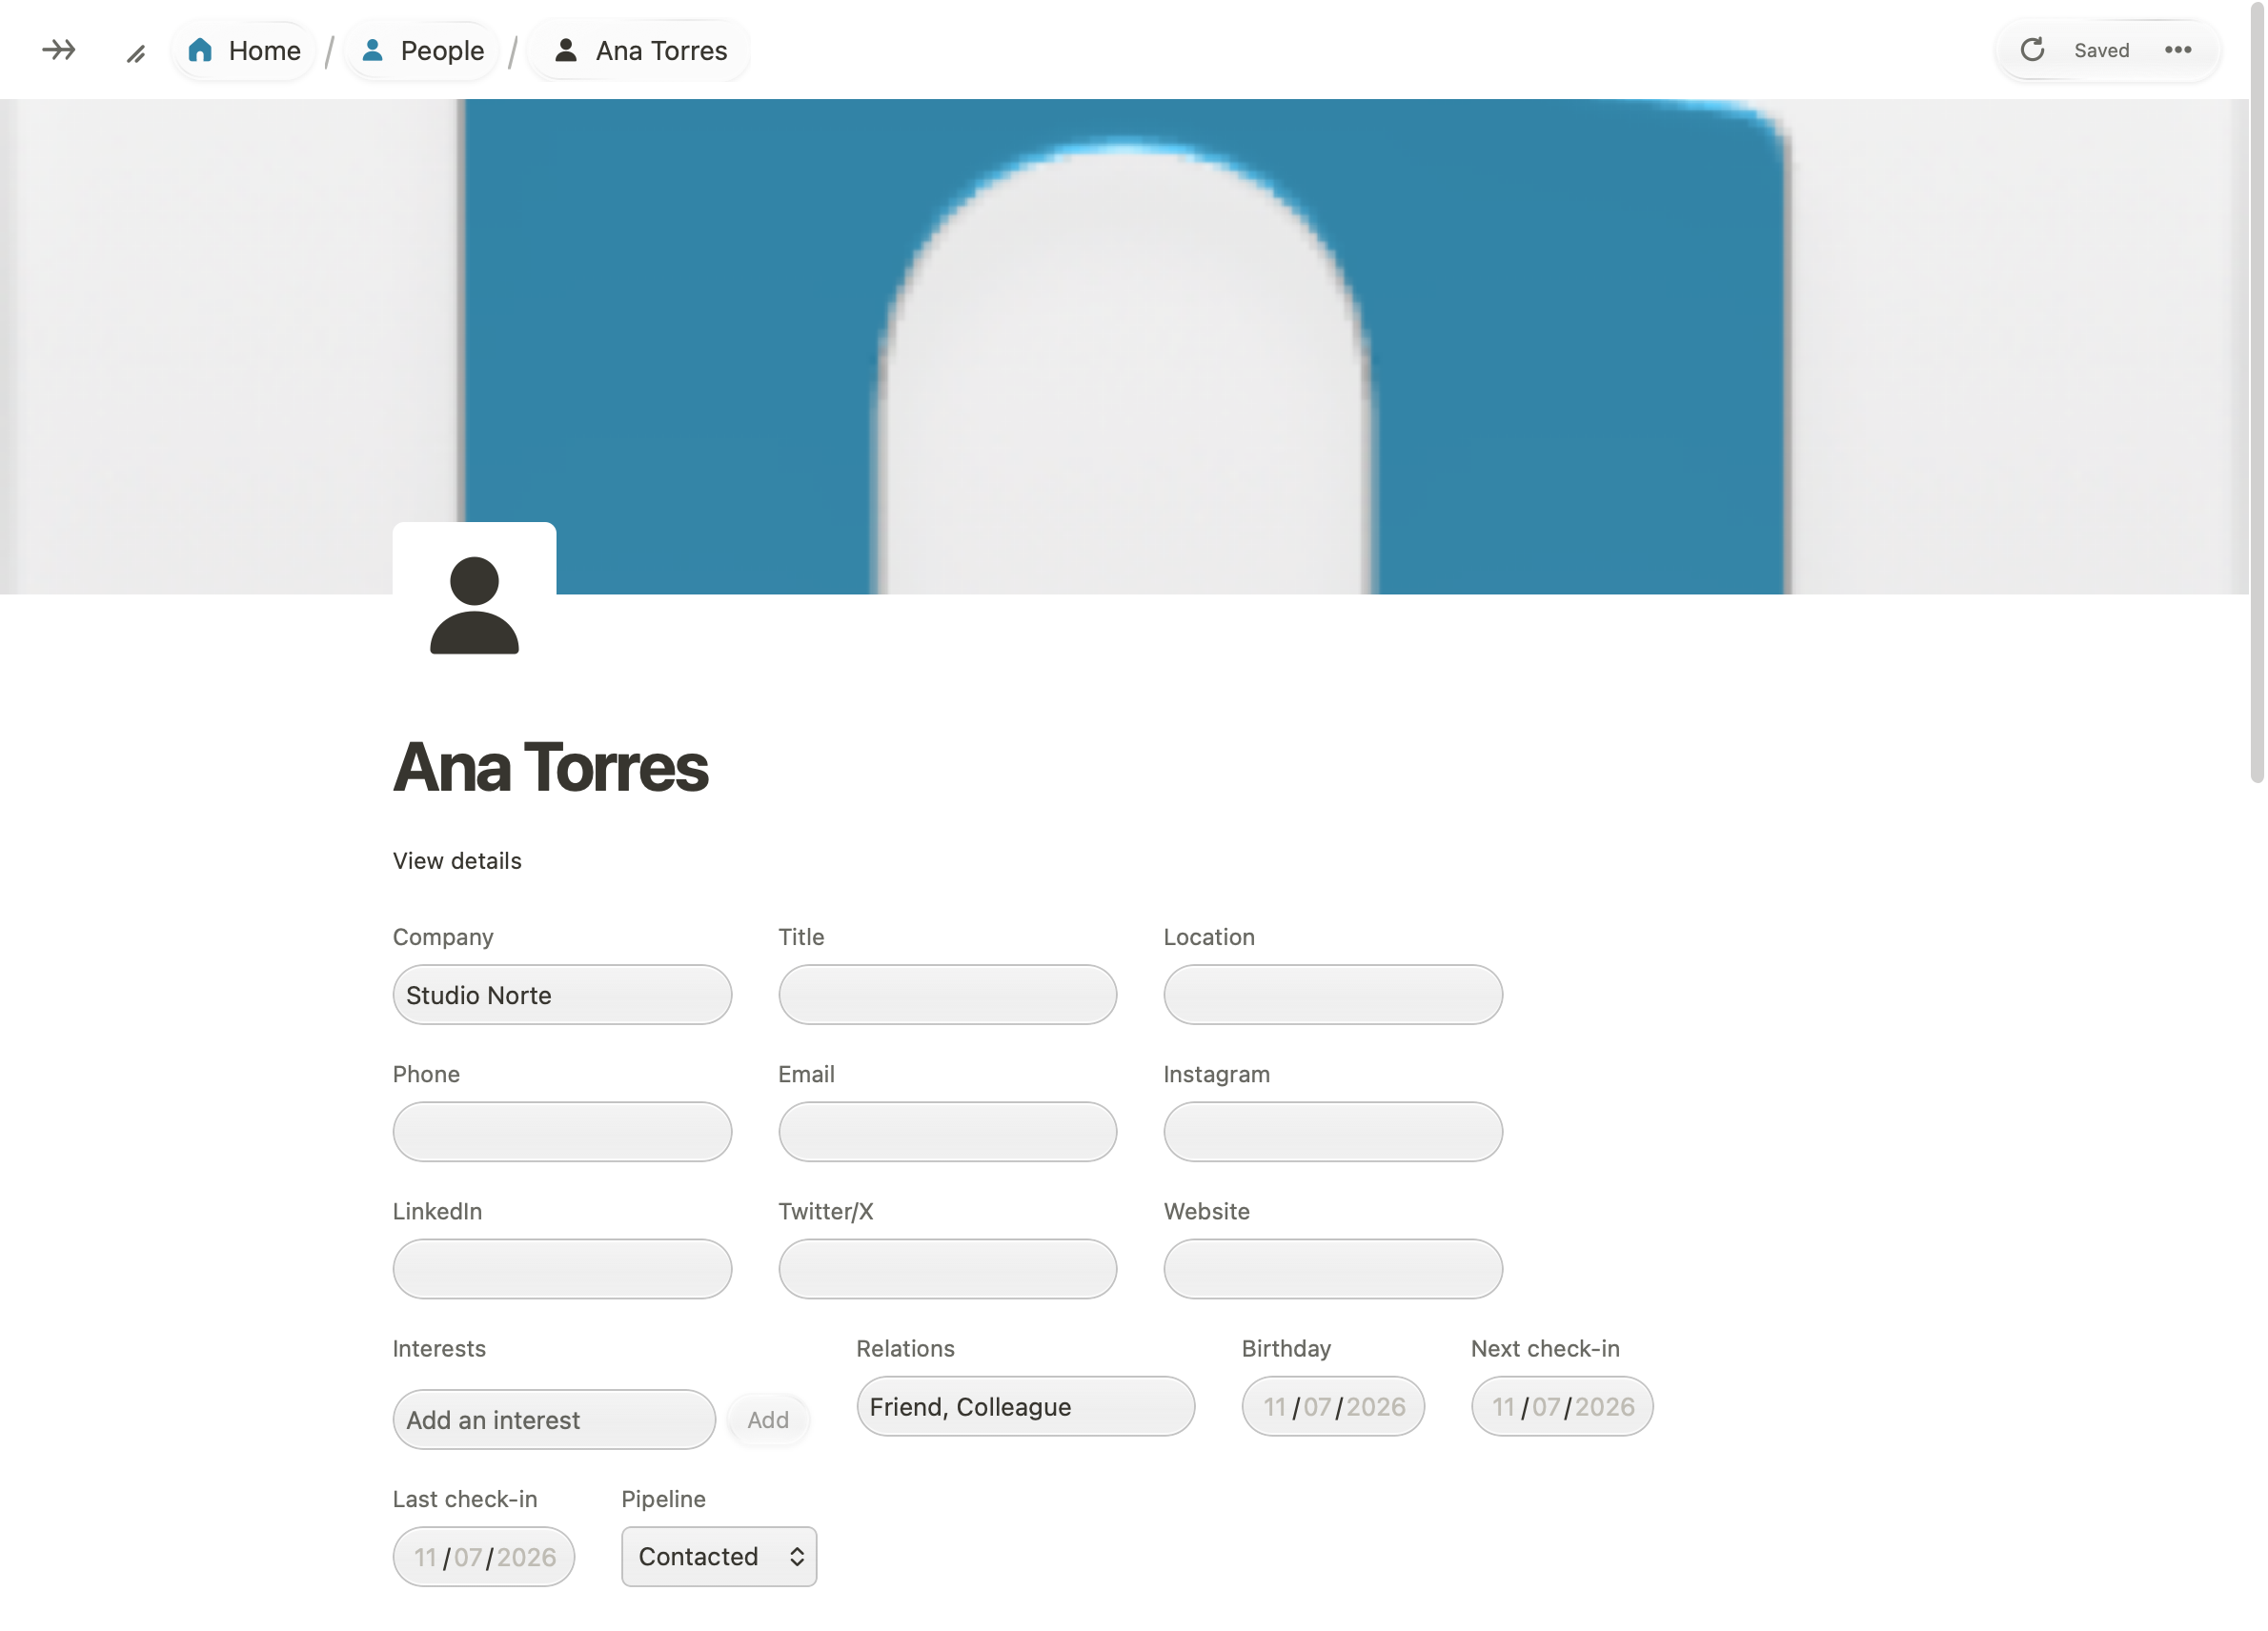 Home / People / Ana Torres
Saved
Ana Torres
View details
Company Title Location
Studio Norte
Phone Email Instagram
LinkedIn Twitter/X Website
Interests Relations Birthday Next check-in
Add an interest Add Friend, Colleague 11/07/2026 11/07/2026
Last check-in Pipeline
11/07/2026 Contacted